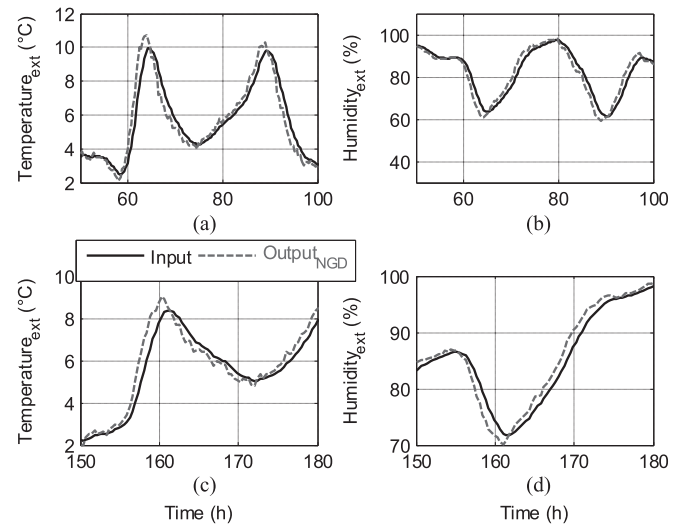 Temperature_ext (°C)
12
10
8
6
4
2
60
80
100
(a)
Humidity_ext (%)
100
80
60
40
60
80
100
(b)
Input
Output_NGD
Temperature_ext (°C)
10
8
6
4
2
150
160
170
180
(c)
Time (h)
Humidity_ext (%)
100
90
80
70
150
160
170
180
(d)
Time (h)